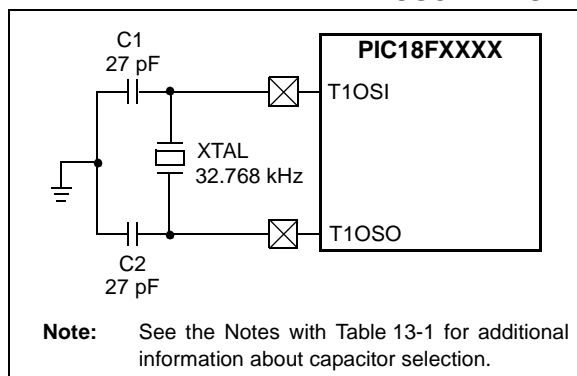 C1
27 pF
PIC18FXXXX
T1OSI
XTAL
32.768 kHz
T1OSO
C2
27 pF
Note: See the Notes with Table 13-1 for additional
information about capacitor selection.